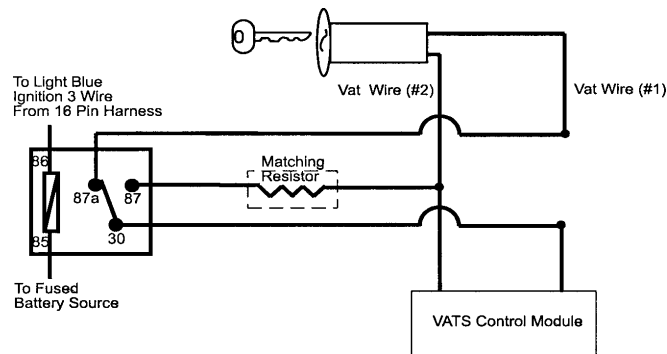 Vat Wire (#2)
Vat Wire (#1)
To Light Blue
Ignition 3 Wire
From 16 Pin Harness
86
87a
87
30
85
Matching
Resistor
To Fused
Battery Source
VATS Control Module